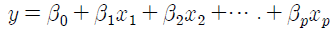 y = β₀ + β₁x₁ + β₂x₂ + ⋯ . + βₚxₚ